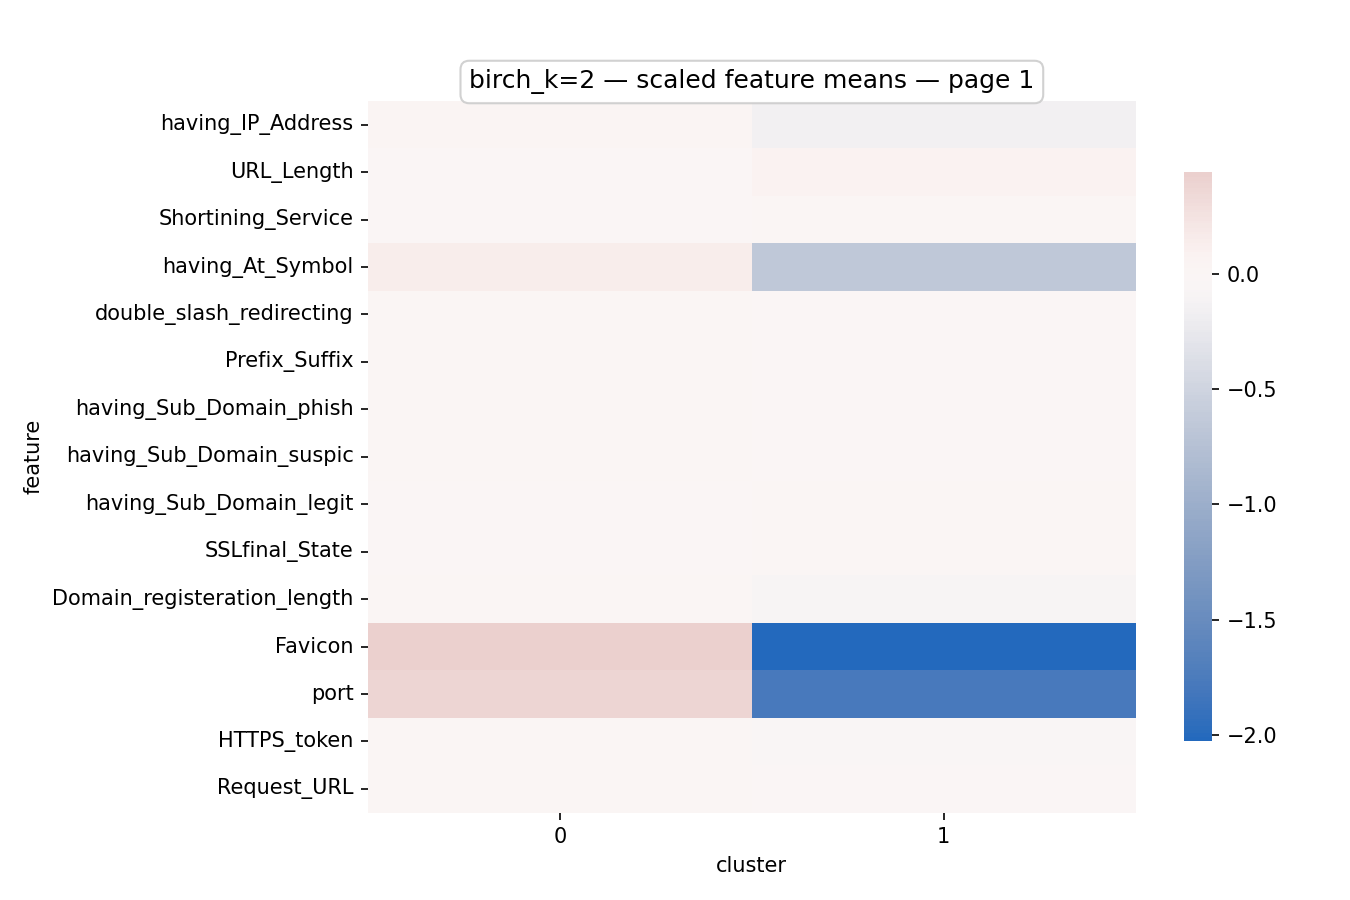 birch_k=2 — scaled feature means — page 1
having_IP_Address
URL_Length
Shortining_Service
having_At_Symbol
double_slash_redirecting
Prefix_Suffix
having_Sub_Domain_phish
having_Sub_Domain_suspic
having_Sub_Domain_legit
SSLfinal_State
Domain_registeration_length
Favicon
port
HTTPS_token
Request_URL
feature
0
1
cluster
0.0
−0.5
−1.0
−1.5
−2.0